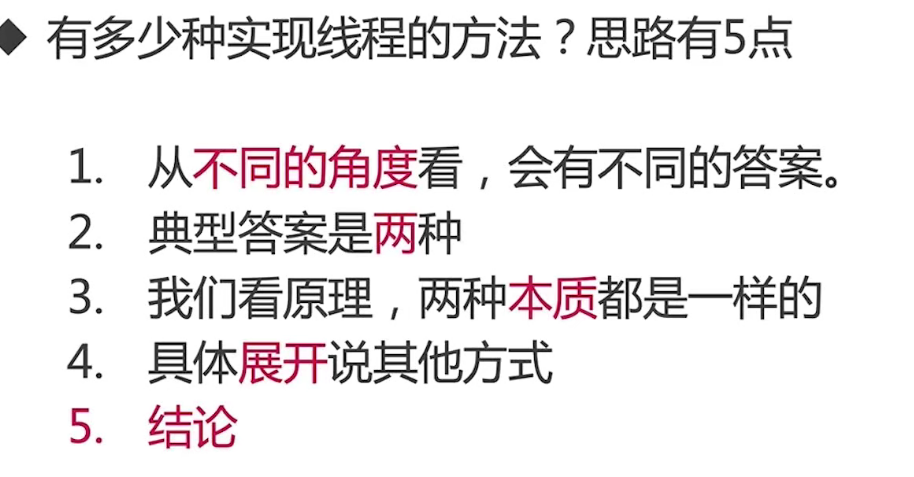 ◆ 有多少种实现线程的方法？思路有5点
1. 从不同的角度看，会有不同的答案。
2. 典型答案是两种
3. 我们看原理，两种本质都是一样的
4. 具体展开说其他方式
5. 结论